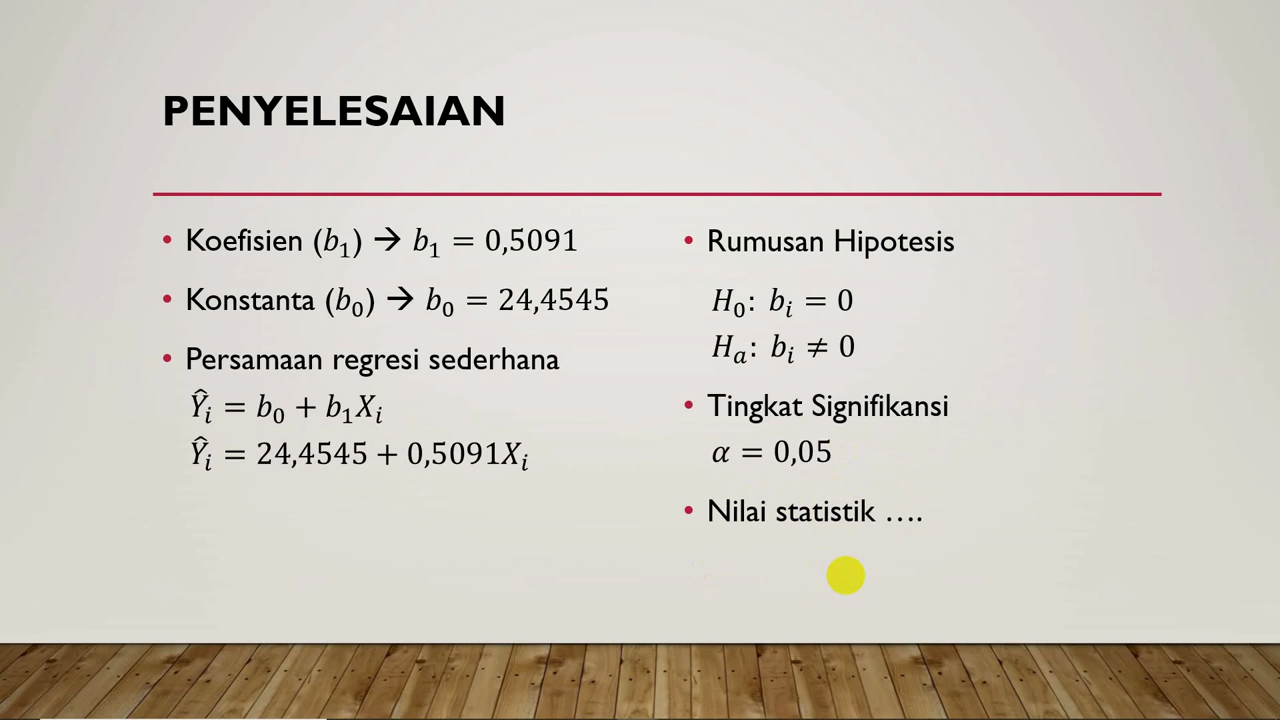 PENYELESAIAN
• Koefisien (b₁) → b₁ = 0,5091
• Konstanta (b₀) → b₀ = 24,4545
• Persamaan regresi sederhana
Ŷᵢ = b₀ + b₁Xᵢ
Ŷᵢ = 24,4545 + 0,5091Xᵢ
• Rumusan Hipotesis
H₀: bᵢ = 0
Hₐ: bᵢ ≠ 0
• Tingkat Signifikansi
α = 0,05
• Nilai statistik ….